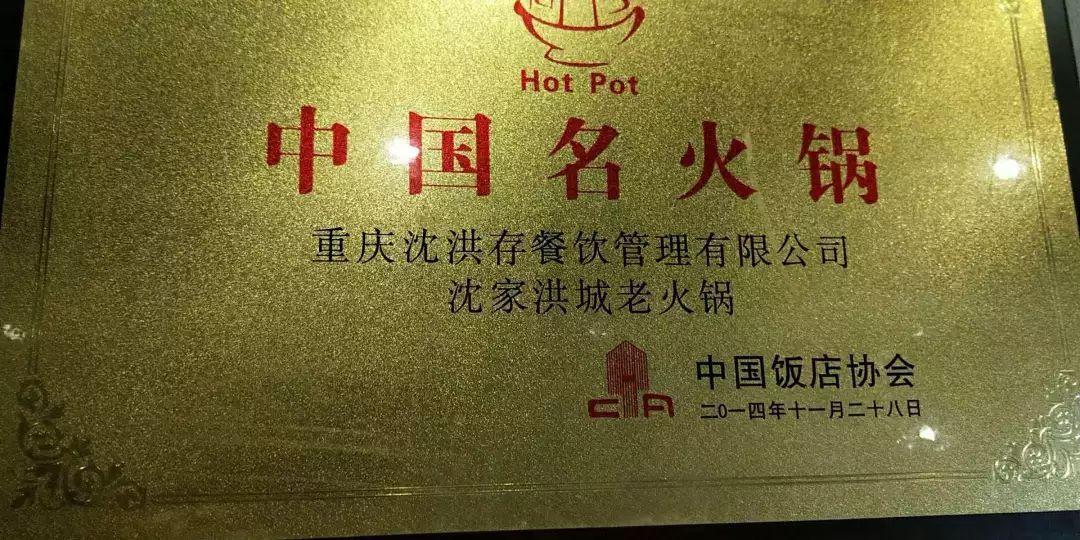 Hot Pot
中国名火锅
重庆沈洪存餐饮管理有限公司
沈家洪城老火锅
CHA
中国饭店协会
二0一四年十一月二十八日